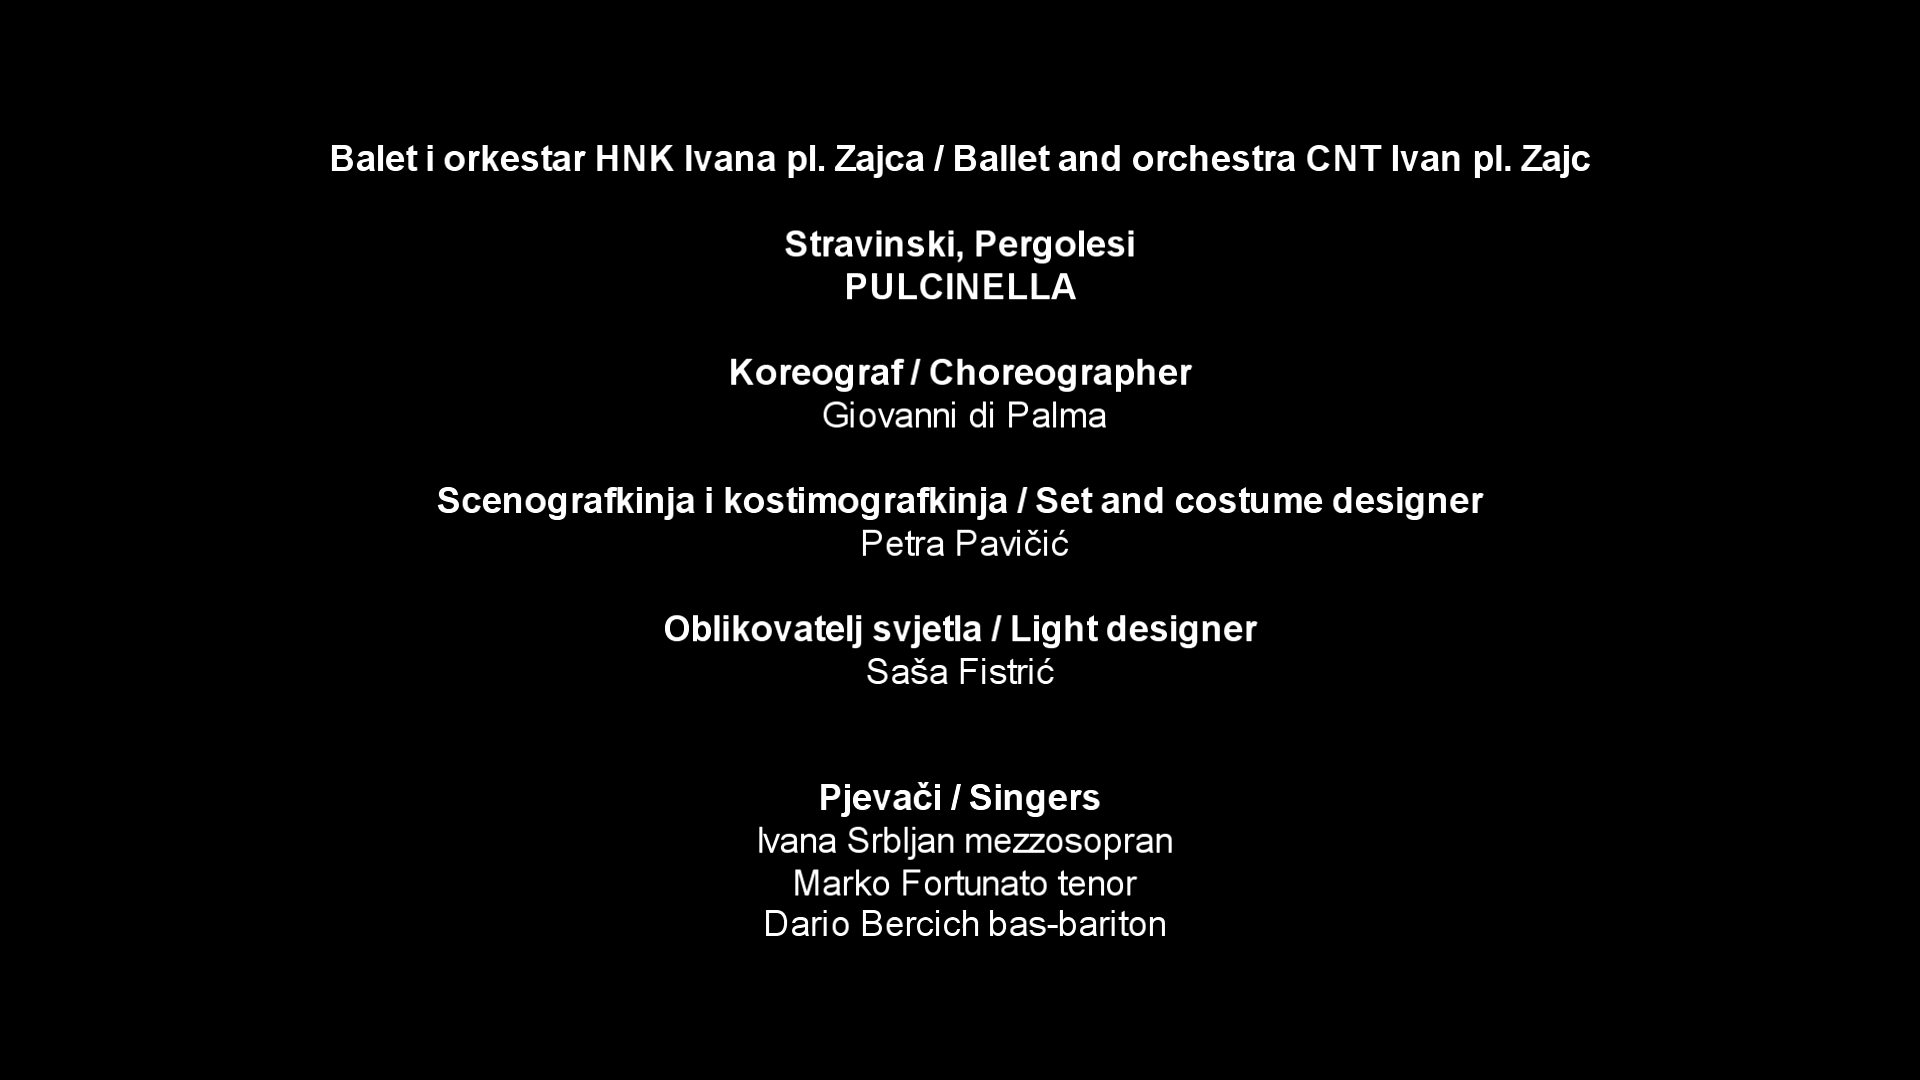 Balet i orkestar HNK Ivana pl. Zajca / Ballet and orchestra CNT Ivan pl. Zajc
Stravinski, Pergolesi
PULCINELLA
Koreograf / Choreographer
Giovanni di Palma
Scenografkinja i kostimografkinja / Set and costume designer
Petra Pavičić
Oblikovatelj svjetla / Light designer
Saša Fistrić
Pjevači / Singers
Ivana Srbljan mezzosopran
Marko Fortunato tenor
Dario Bercich bas-bariton